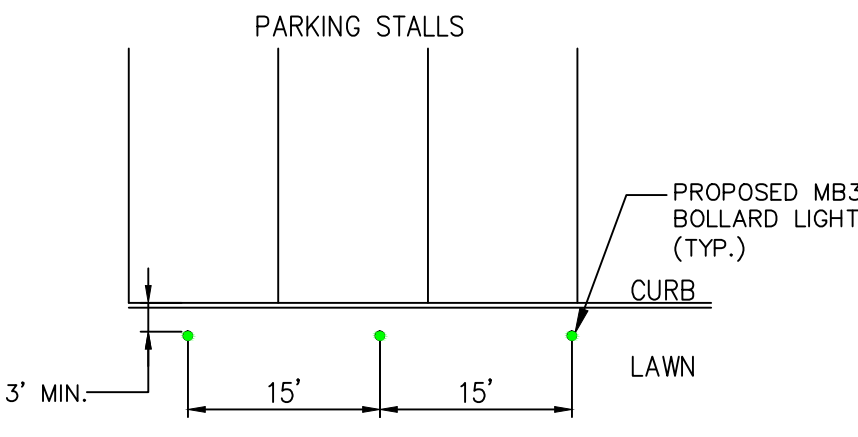 PARKING STALLS
PROPOSED MB3
BOLLARD LIGHT
(TYP.)
CURB
LAWN
3' MIN.
15'
15'